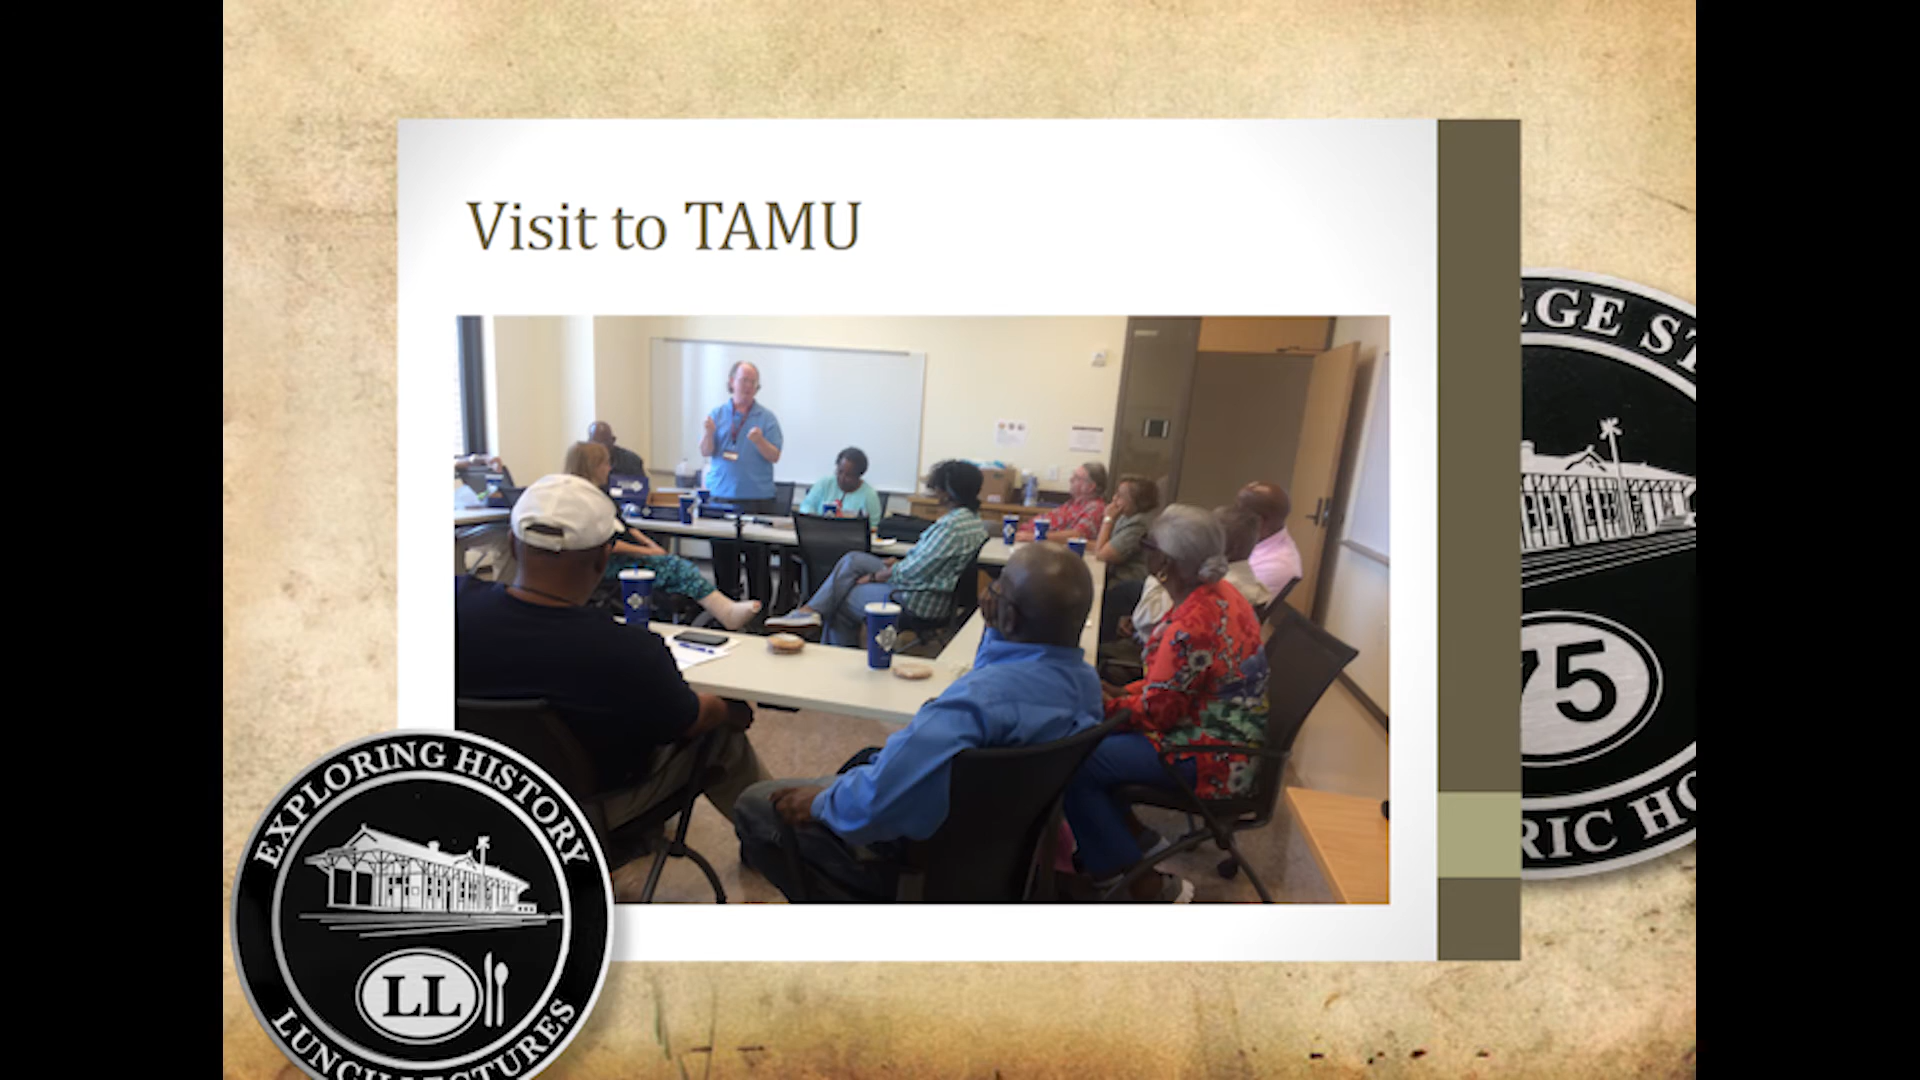 Visit to TAMU
EGE ST
75
RIC HO
EXPLORING HISTORY
LL
LUNCH LECTURES